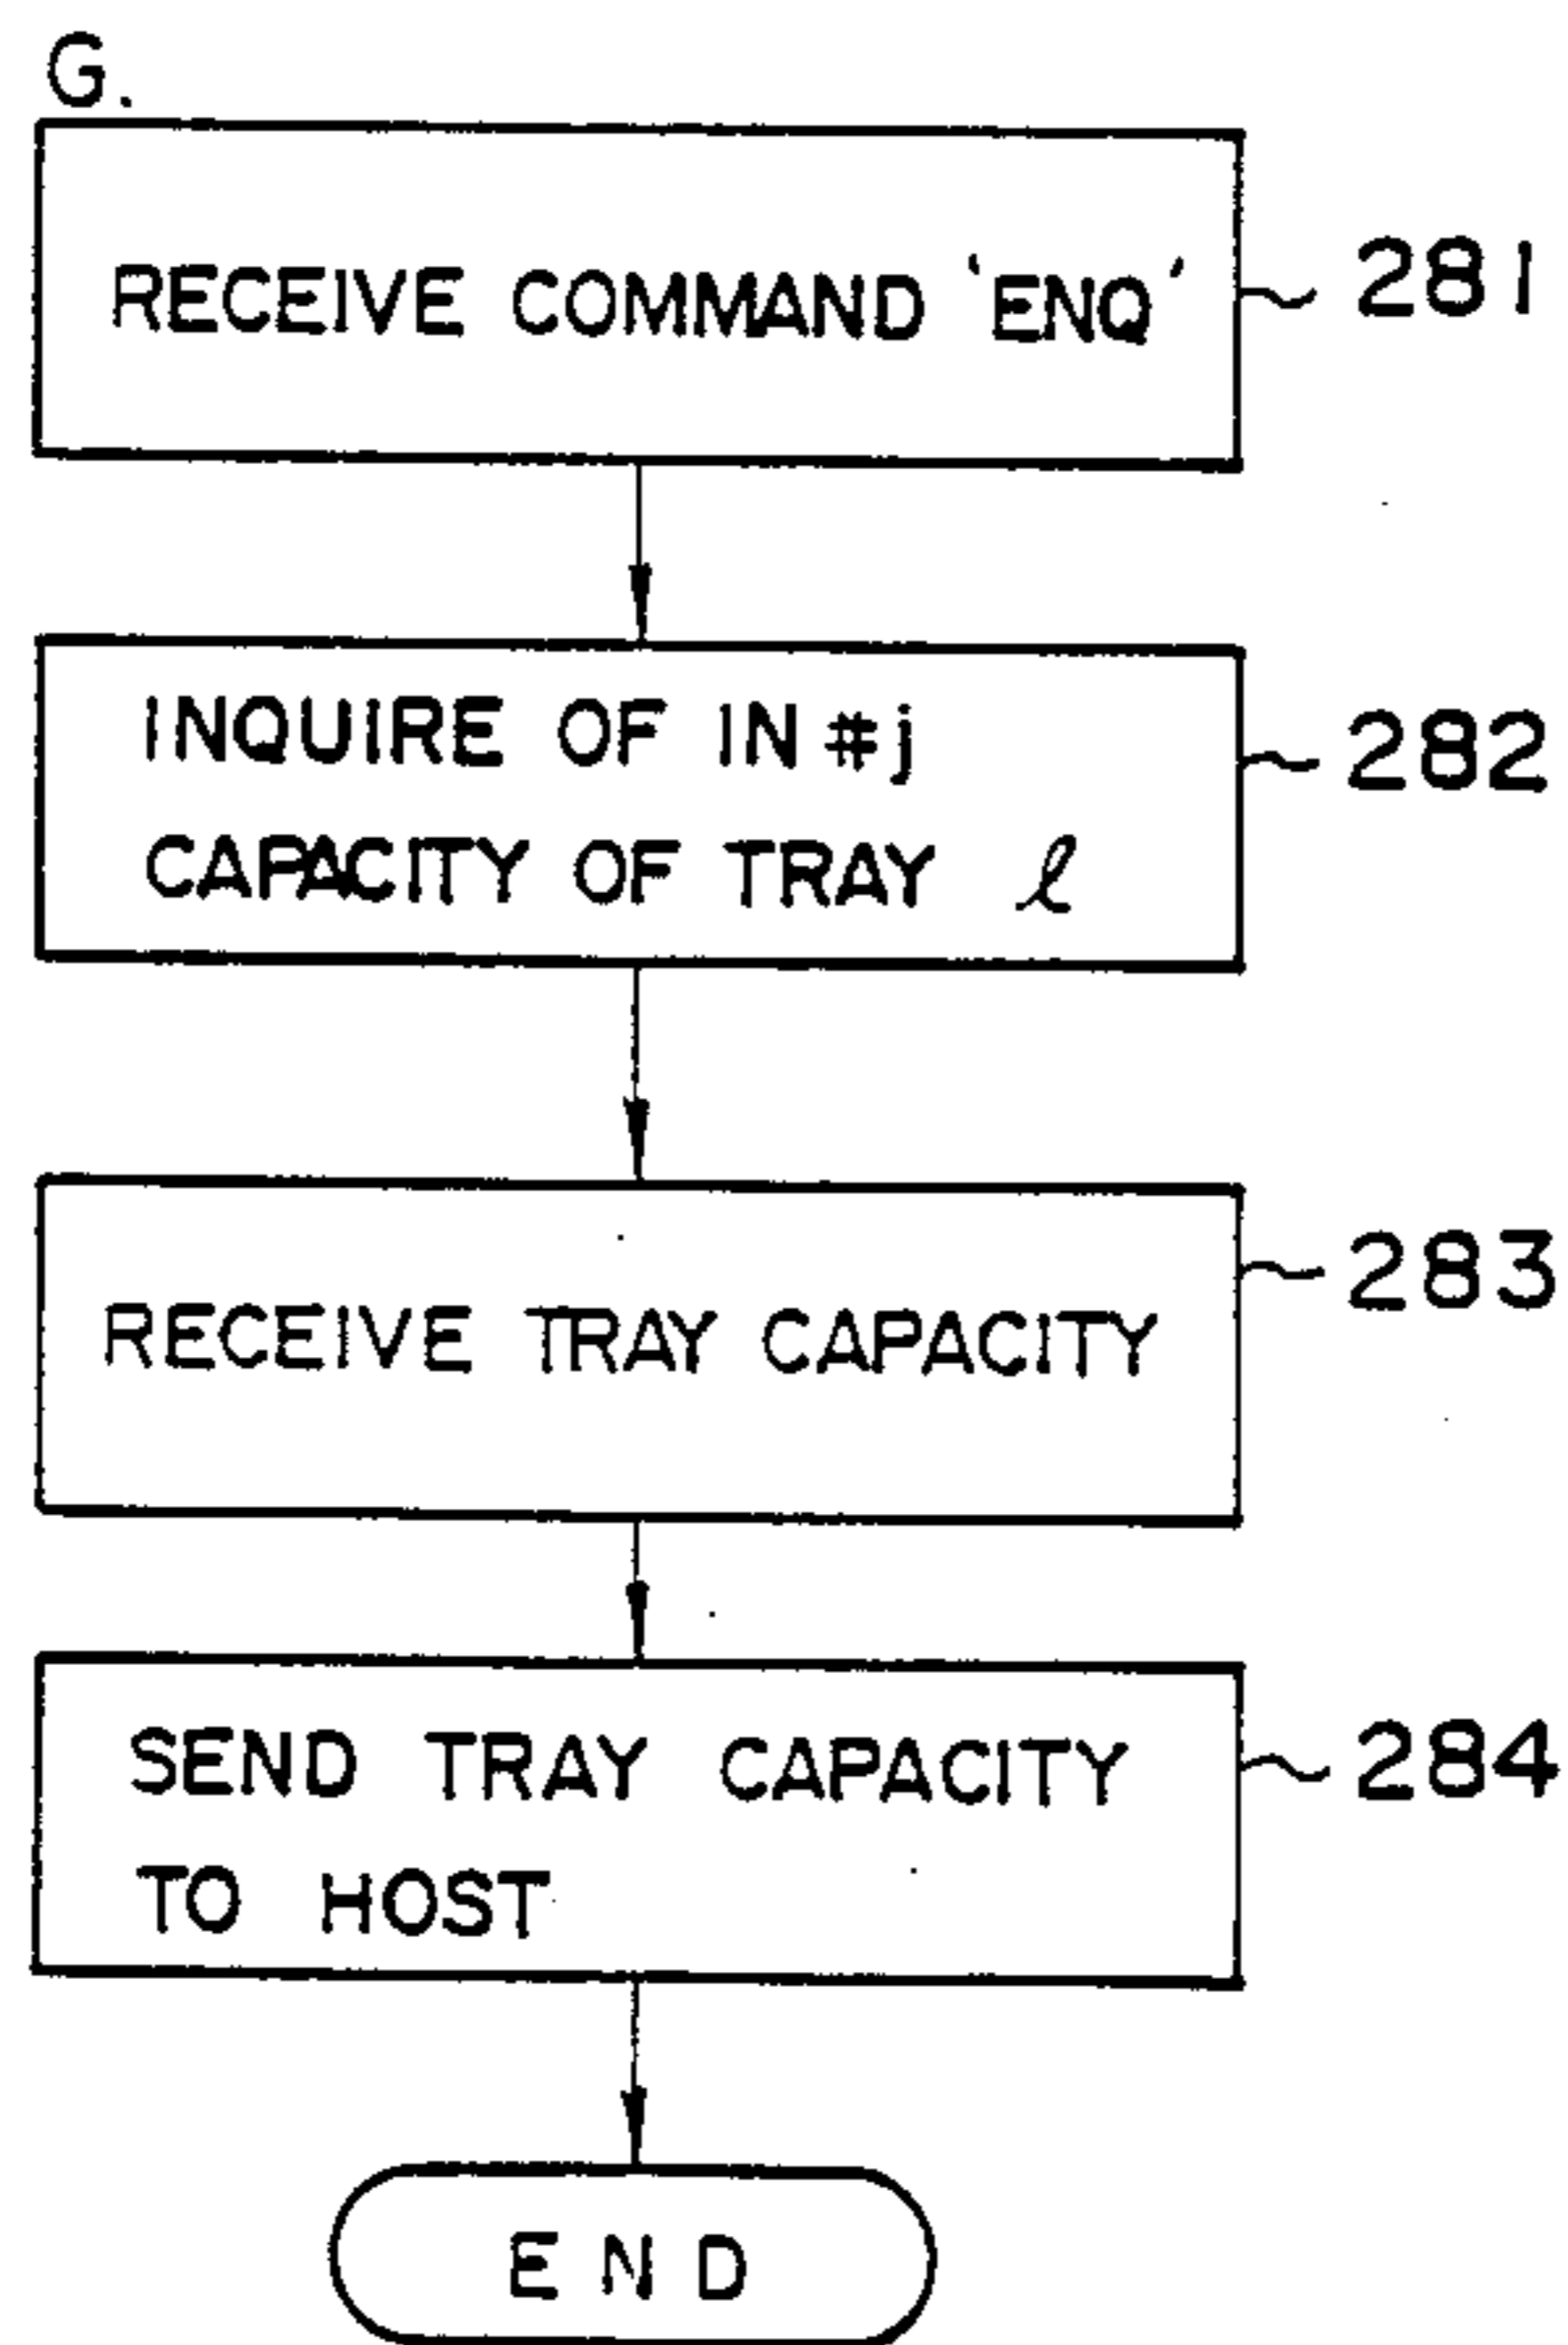 G.
RECEIVE COMMAND 'ENQ'
281
INQUIRE OF IN #j
CAPACITY OF TRAY ℓ
282
RECEIVE TRAY CAPACITY
283
SEND TRAY CAPACITY
TO HOST
284
END